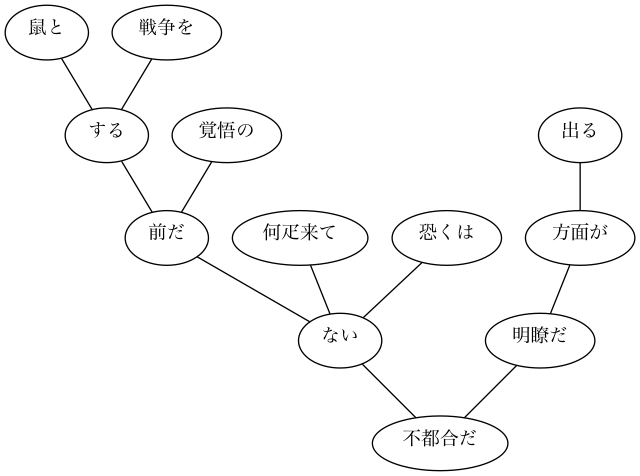 鼠と
戦争を
する
覚悟の
出る
前だ
何疋来て
恐くは
方面が
ない
明瞭だ
不都合だ